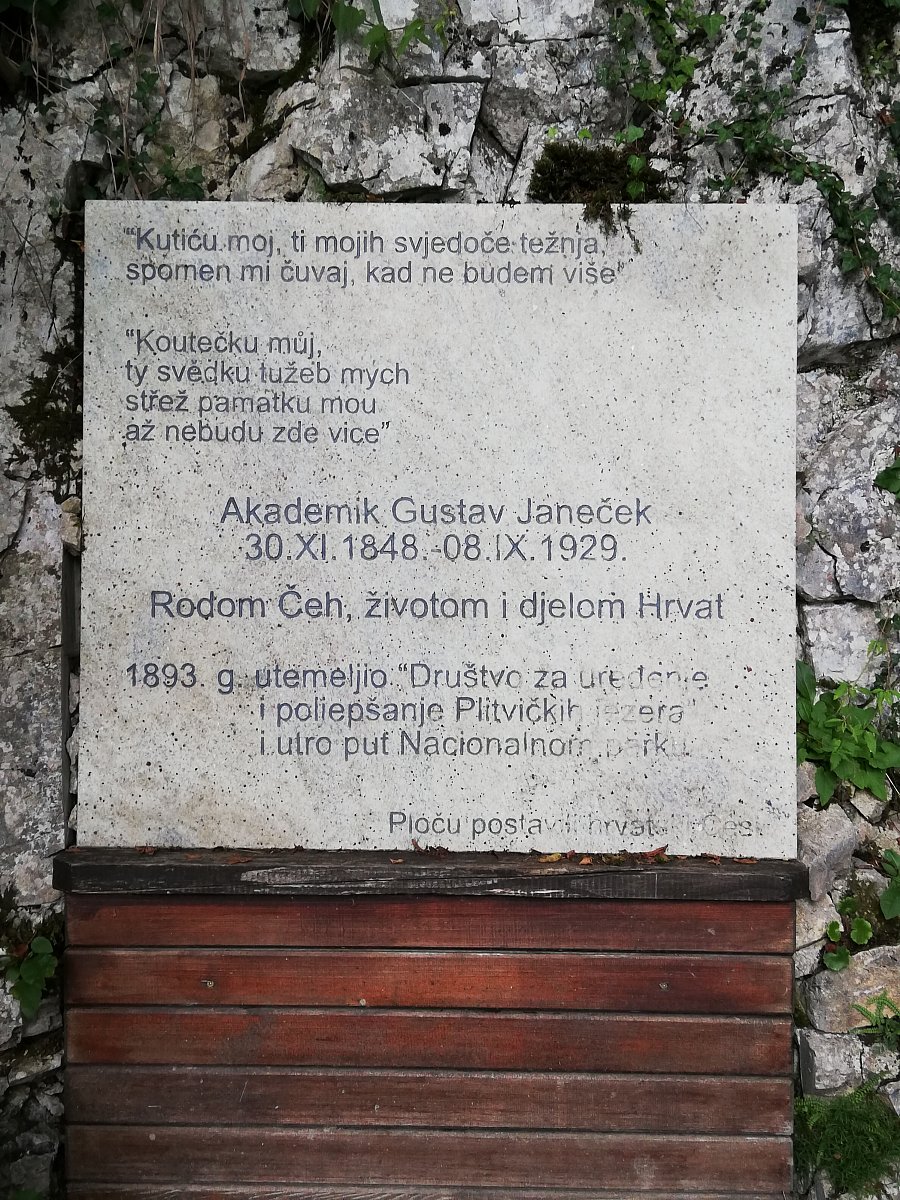 “Kutiću moj, ti mojih svjedoče težnja,
spomen mi čuvaj, kad ne budem više”
“Koutečku můj,
ty svědku tužeb mych
střež pamatku mou
až nebudu zde vice”
Akademik Gustav Janeček
30.XI.1848.-08.IX.1929.
Rodom Čeh, životom i djelom Hrvat
1893. g. utemeljio “Društvo za uređenje
i poljepšanje Plitvičkih jezera”
i utro put Nacionalnom parku
Ploču postavili hrvatski Česi